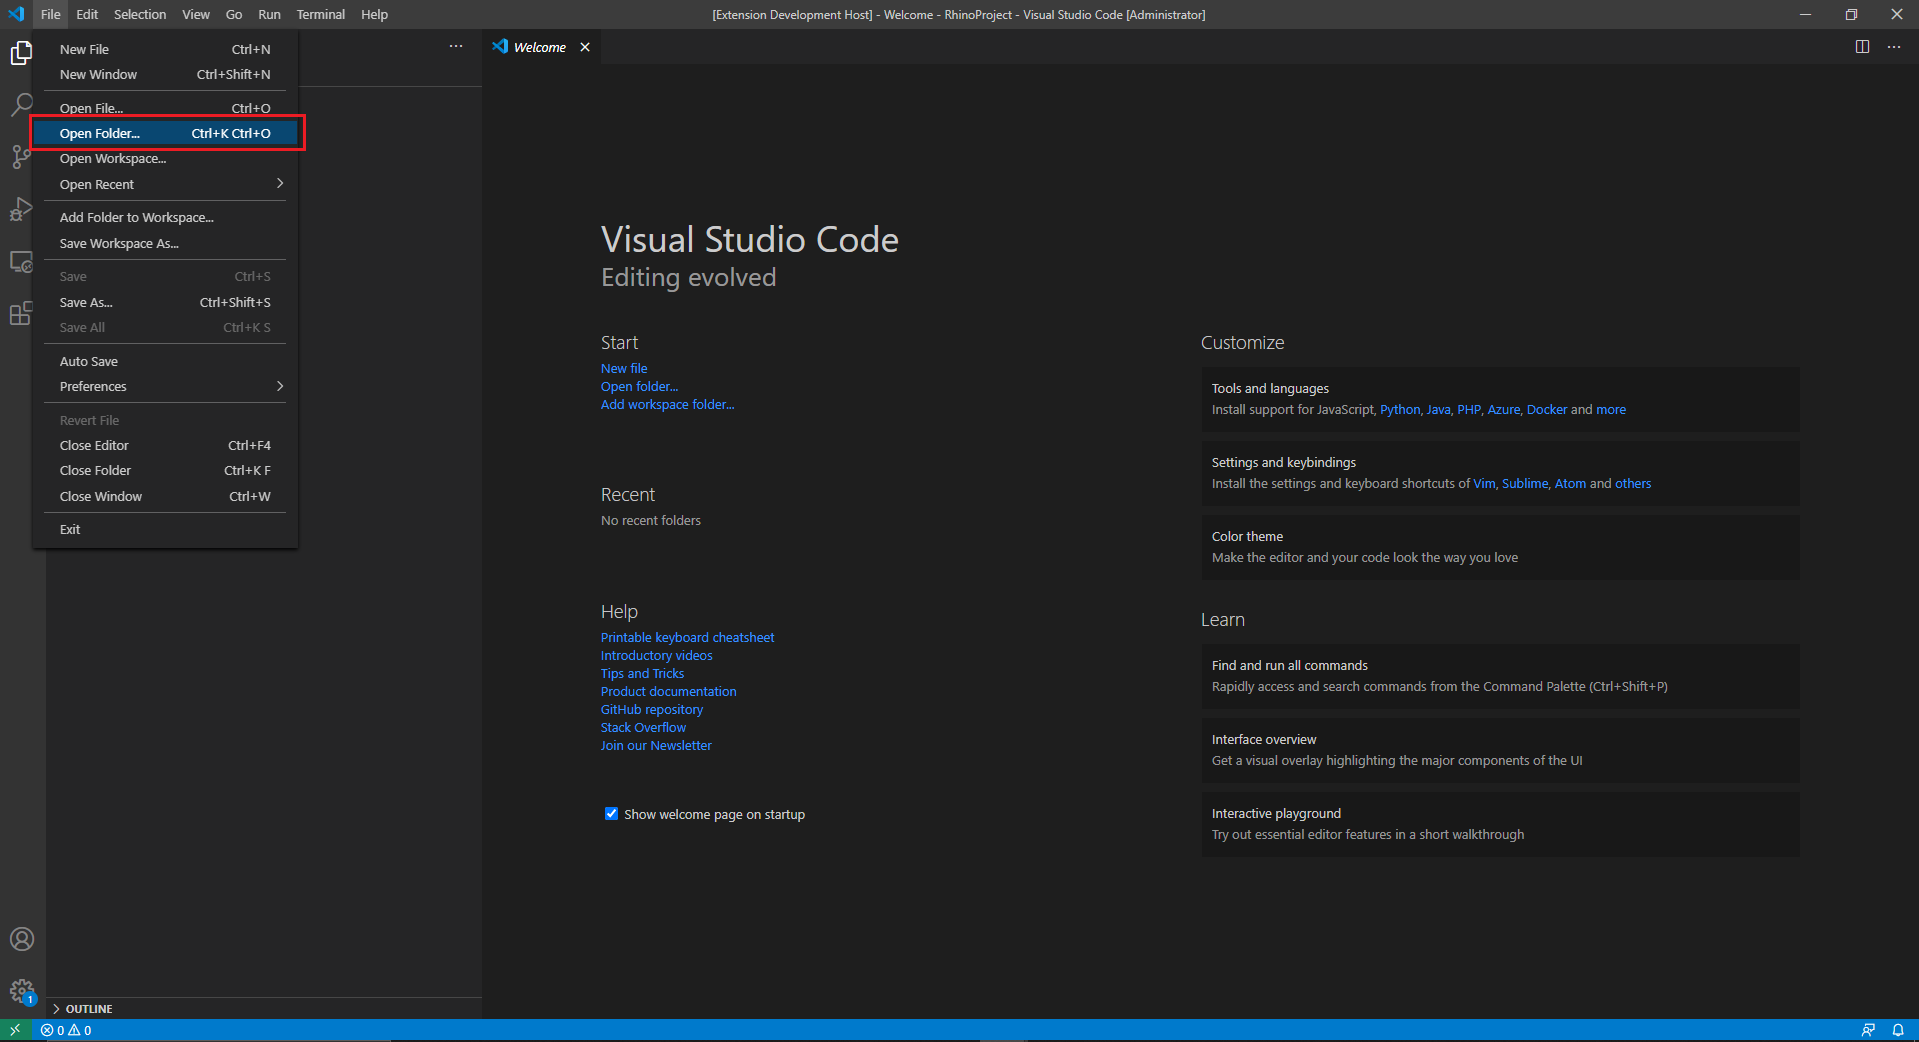 File Edit Selection View Go Run Terminal Help
[Extension Development Host] - Welcome - RhinoProject - Visual Studio Code [Administrator]
New File Ctrl+N
New Window Ctrl+Shift+N
Open File... Ctrl+O
Open Folder... Ctrl+K Ctrl+O
Open Workspace...
Open Recent
Add Folder to Workspace...
Save Workspace As...
Save Ctrl+S
Save As... Ctrl+Shift+S
Save All Ctrl+K S
Auto Save
Preferences
Revert File
Close Editor Ctrl+F4
Close Folder Ctrl+K F
Close Window Ctrl+W
Exit
Welcome
Visual Studio Code
Editing evolved
Start
New file
Open folder...
Add workspace folder...
Recent
No recent folders
Help
Printable keyboard cheatsheet
Introductory videos
Tips and Tricks
Product documentation
GitHub repository
Stack Overflow
Join our Newsletter
Show welcome page on startup
Customize
Tools and languages
Install support for JavaScript, Python, Java, PHP, Azure, Docker and more
Settings and keybindings
Install the settings and keyboard shortcuts of Vim, Sublime, Atom and others
Color theme
Make the editor and your code look the way you love
Learn
Find and run all commands
Rapidly access and search commands from the Command Palette (Ctrl+Shift+P)
Interface overview
Get a visual overlay highlighting the major components of the UI
Interactive playground
Try out essential editor features in a short walkthrough
1
OUTLINE
0 0